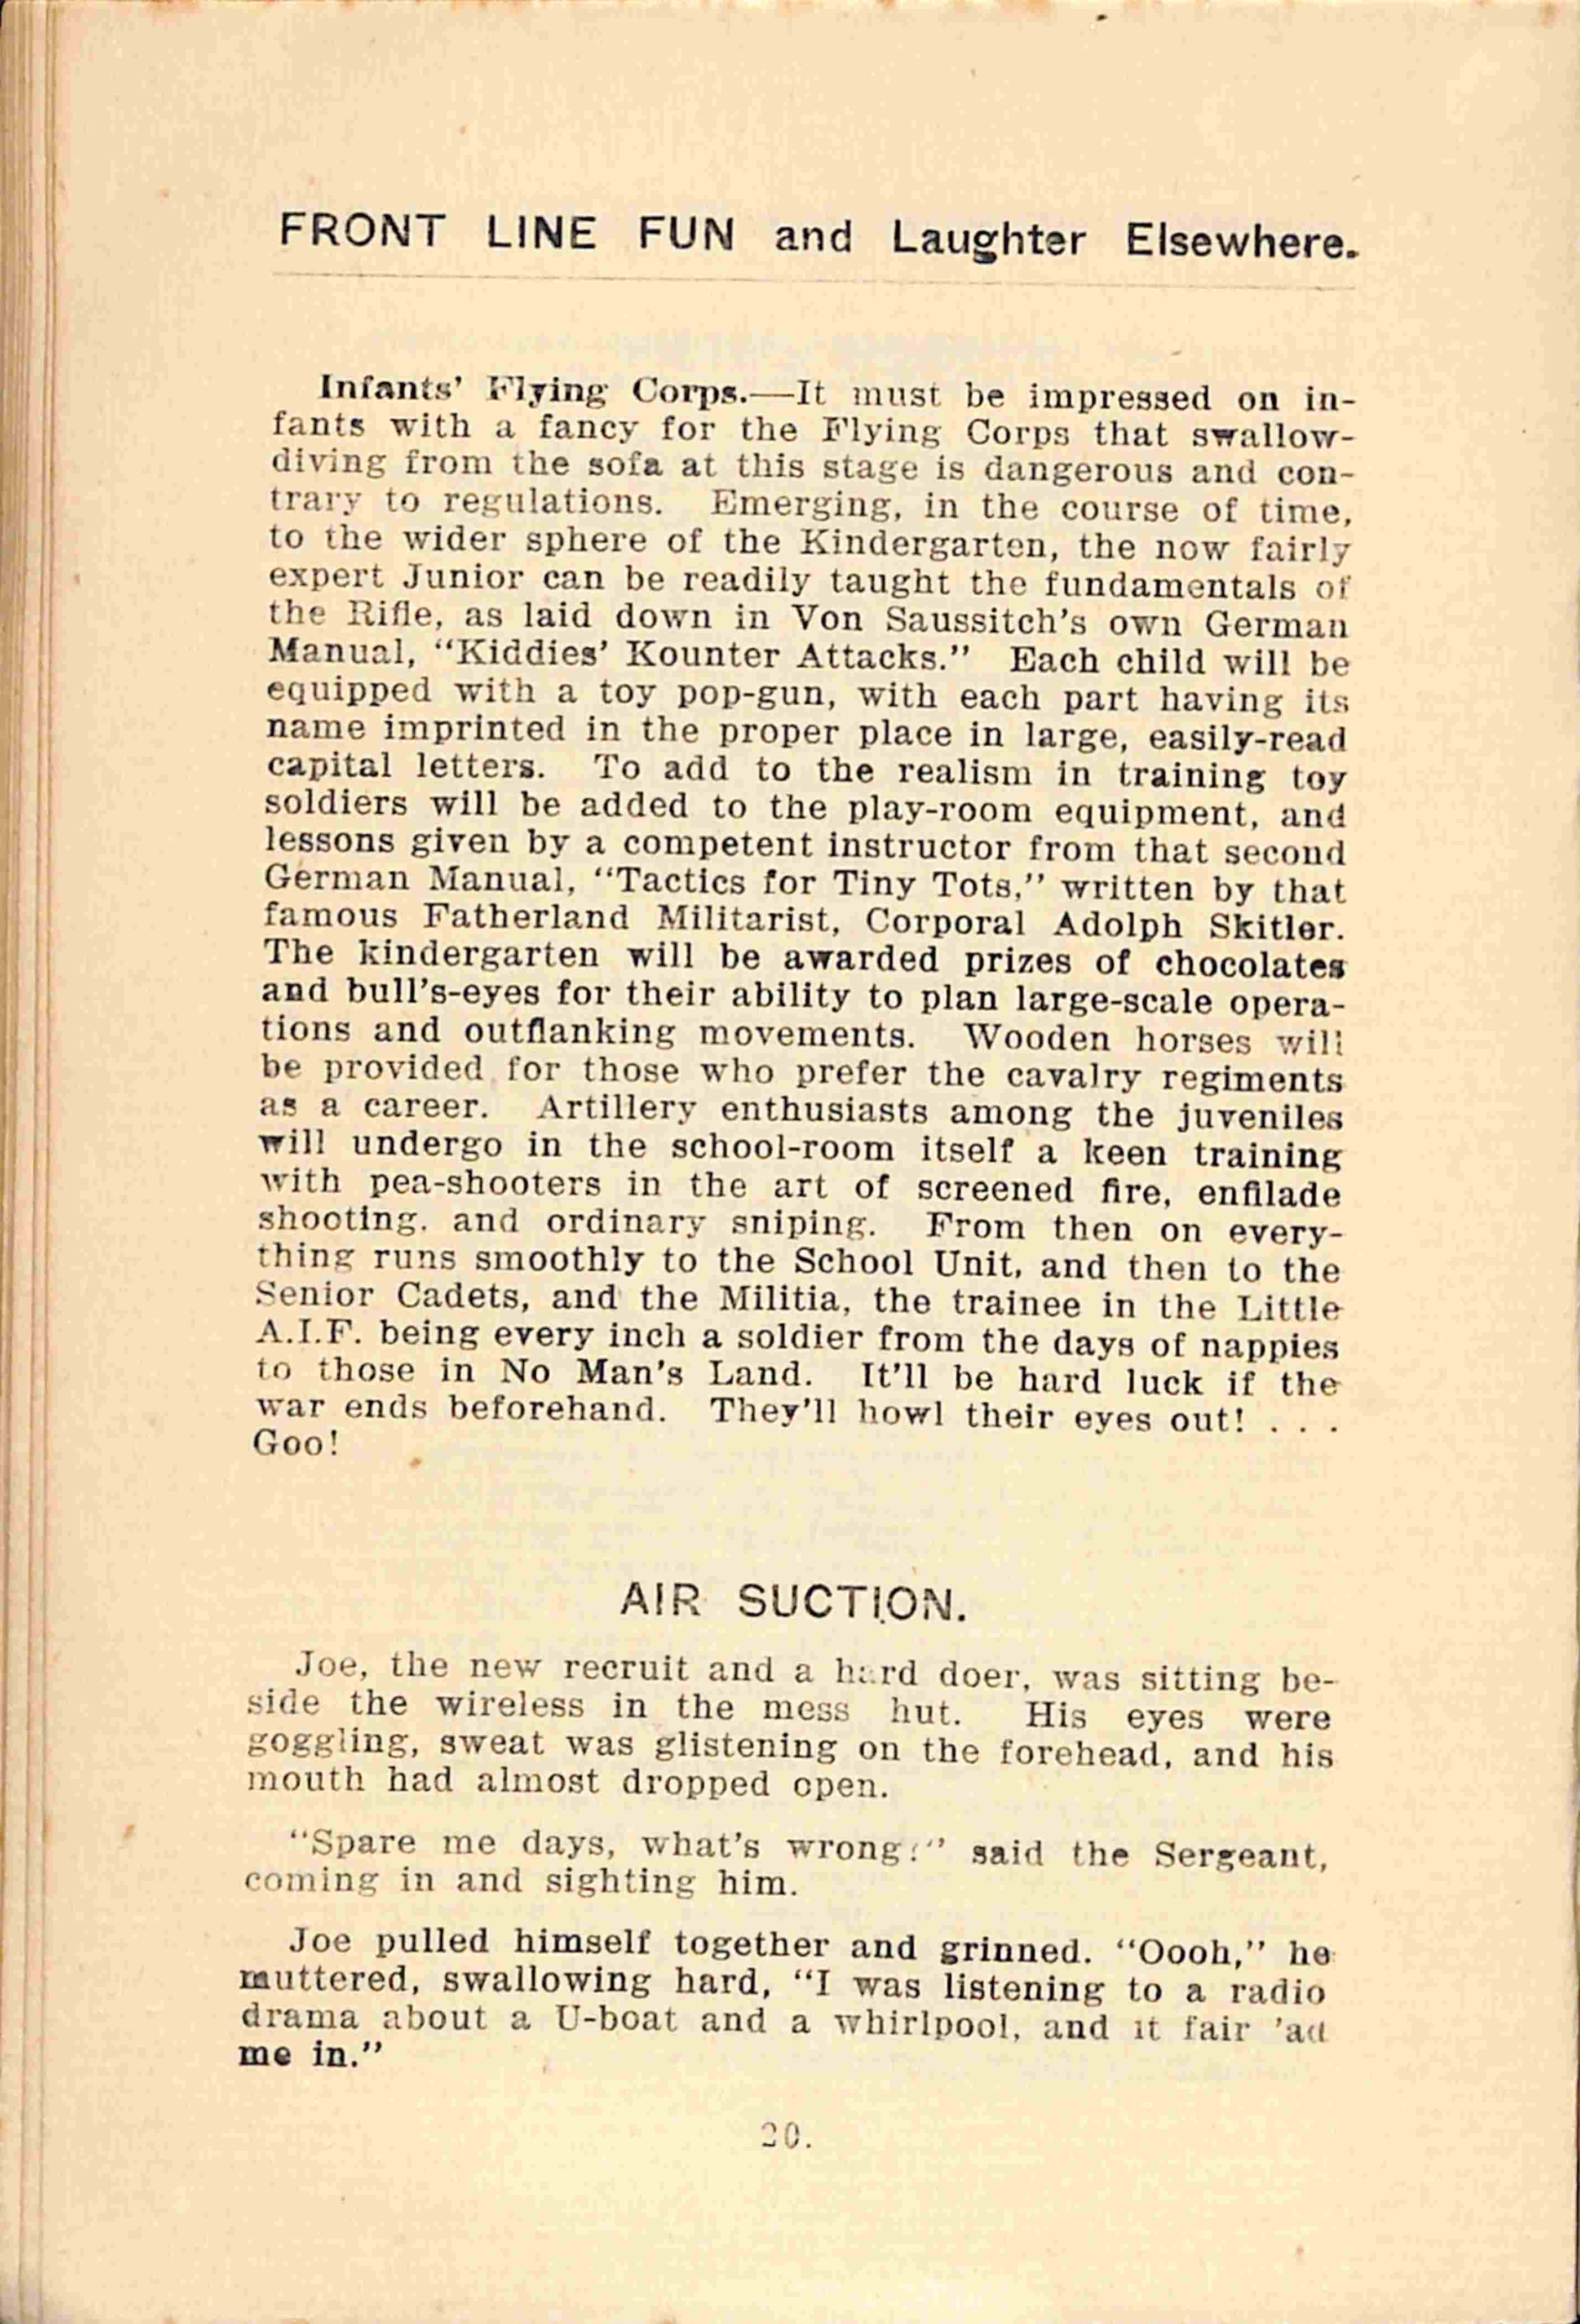 FRONT LINE FUN and Laughter Elsewhere.
Infants' Flying Corps.—It must be impressed on in-
fants with a fancy for the Flying Corps that swallow-
diving from the sofa at this stage is dangerous and con-
trary to regulations. Emerging, in the course of time,
to the wider sphere of the Kindergarten, the now fairly
expert Junior can be readily taught the fundamentals of
the Rifle, as laid down in Von Saussitch's own German
Manual, "Kiddies' Kounter Attacks." Each child will be
equipped with a toy pop-gun, with each part having its
name imprinted in the proper place in large, easily-read
capital letters. To add to the realism in training toy
soldiers will be added to the play-room equipment, and
lessons given by a competent instructor from that second
German Manual, "Tactics for Tiny Tots," written by that
famous Fatherland Militarist, Corporal Adolph Skitler.
The kindergarten will be awarded prizes of chocolates
and bull's-eyes for their ability to plan large-scale opera-
tions and outflanking movements. Wooden horses will
be provided for those who prefer the cavalry regiments
as a career. Artillery enthusiasts among the juveniles
will undergo in the school-room itself a keen training
with pea-shooters in the art of screened fire, enfilade
shooting. and ordinary sniping. From then on every-
thing runs smoothly to the School Unit, and then to the
Senior Cadets, and the Militia, the trainee in the Little
A.I.F. being every inch a soldier from the days of nappies
to those in No Man's Land. It'll be hard luck if the
war ends beforehand. They'll howl their eyes out! . . .
Goo!
AIR SUCTION.
Joe, the new recruit and a hard doer, was sitting be-
side the wireless in the mess hut. His eyes were
goggling, sweat was glistening on the forehead, and his
mouth had almost dropped open.
"Spare me days, what's wrong?" said the Sergeant,
coming in and sighting him.
Joe pulled himself together and grinned. "Oooh," he
muttered, swallowing hard, "I was listening to a radio
drama about a U-boat and a whirlpool, and it fair 'ad
me in."
20.